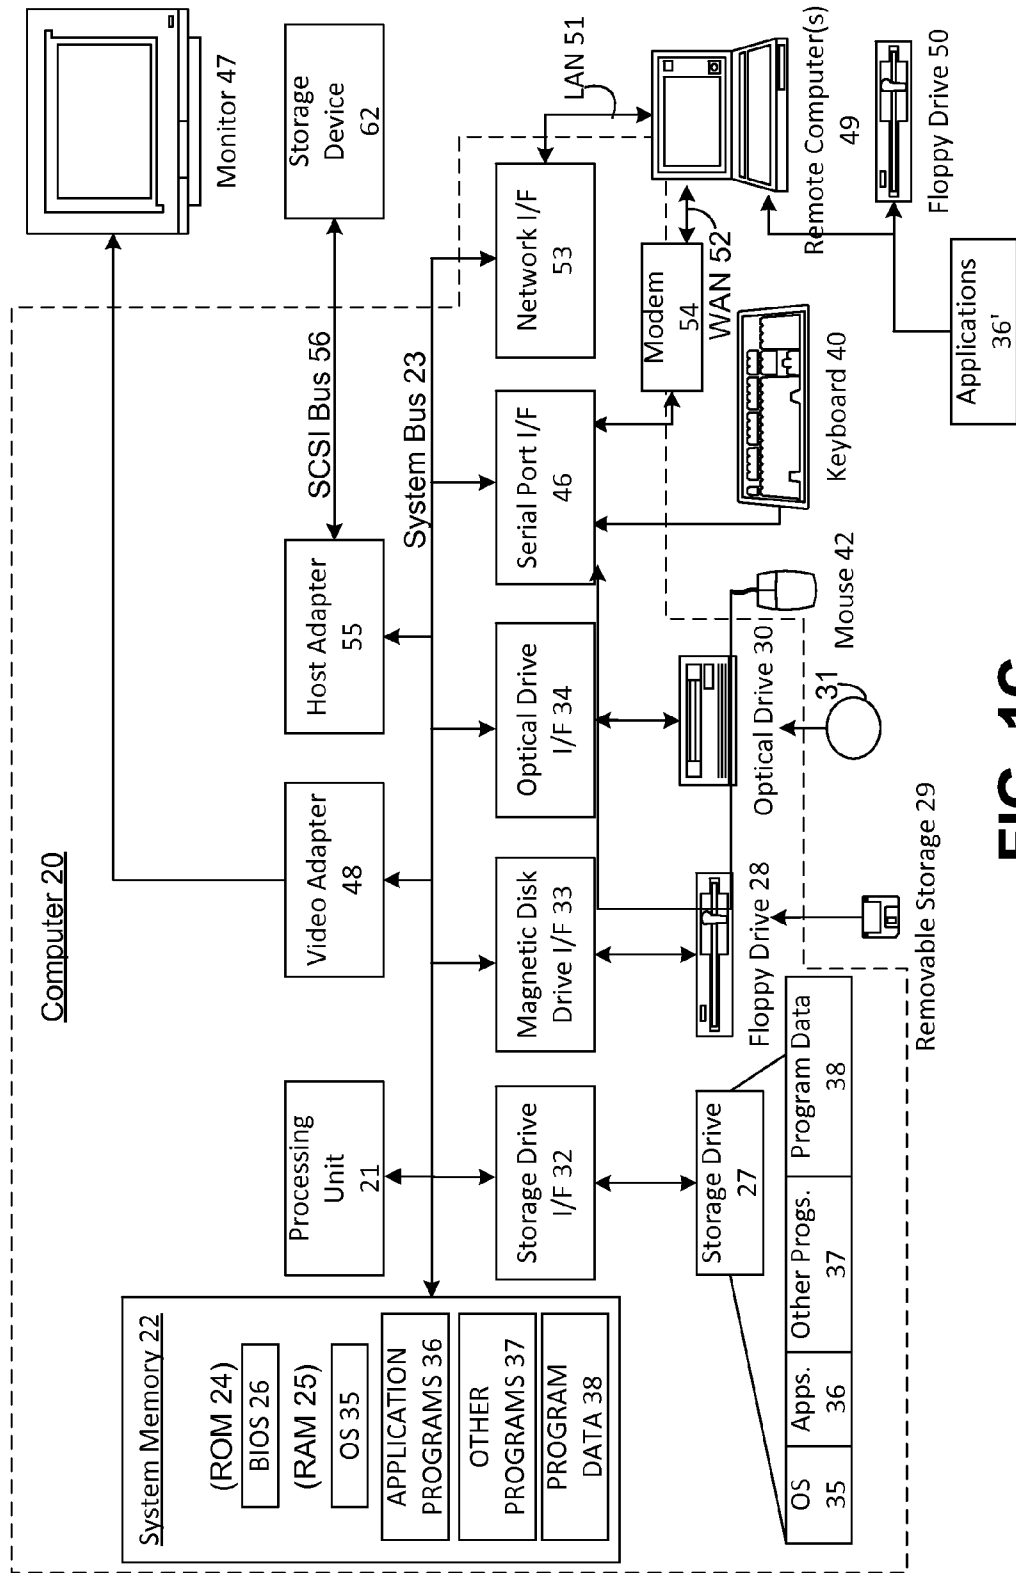 Computer 20
System Memory 22
(ROM 24)
BIOS 26
(RAM 25)
OS 35
APPLICATION
PROGRAMS 36
OTHER
PROGRAMS 37
PROGRAM
DATA 38
Processing
Unit
21
Video Adapter
48
Host Adapter
55
SCSI Bus 56
Storage
Device
62
Monitor 47
System Bus 23
Storage Drive
I/F 32
Magnetic Disk
Drive I/F 33
Optical Drive
I/F 34
Serial Port I/F
46
Network I/F
53
LAN 51
Storage Drive
27
Floppy Drive 28
Optical Drive 30
Modem
54
WAN 52
Remote Computer(s)
49
Floppy Drive 50
OS
35
Apps.
36
Other Progs.
37
Program Data
38
Removable Storage 29
31
Mouse 42
Keyboard 40
Applications
36'